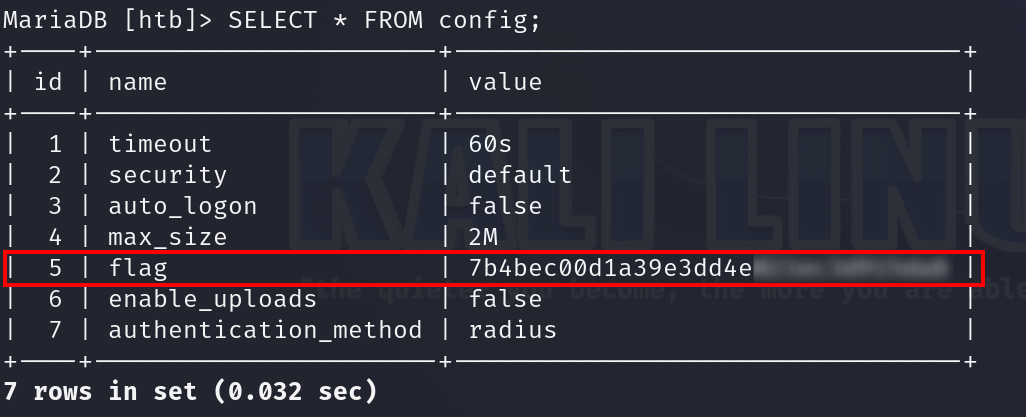 MariaDB [htb]> SELECT * FROM config;
+----+-----------------------+----------------------------------+
| id | name | value |
+----+-----------------------+----------------------------------+
| 1 | timeout | 60s |
| 2 | security | default |
| 3 | auto_logon | false |
| 4 | max_size | 2M |
| 5 | flag | 7b4bec00d1a39e3dd4e |
| 6 | enable_uploads | false |
| 7 | authentication_method | radius |
+----+-----------------------+----------------------------------+
7 rows in set (0.032 sec)
KALI LINU
"the quieter you become, the more you are able